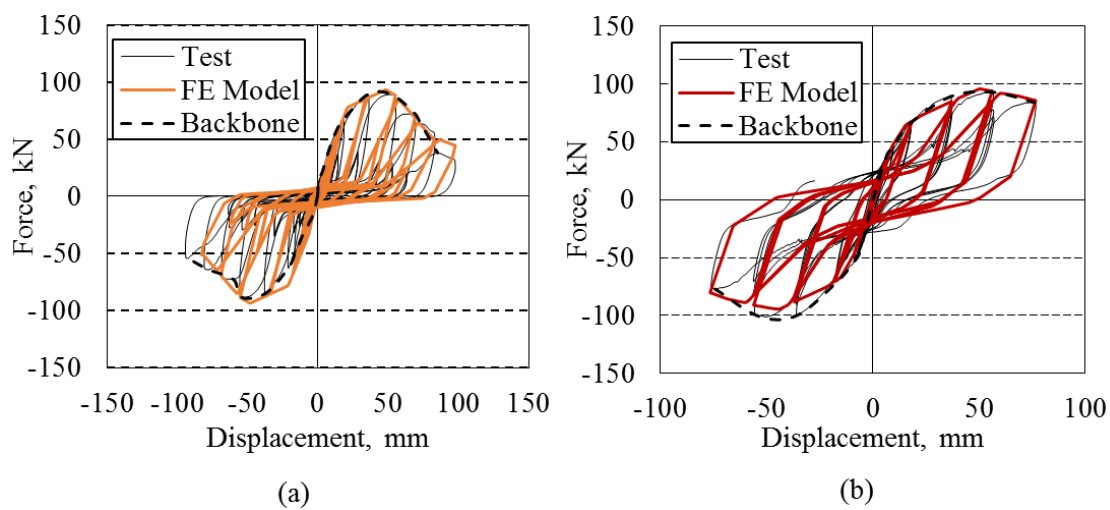 150
100
50
0
-50
-100
-150
Force, kN
Test
FE Model
Backbone
-150 -100 -50 0 50 100 150
Displacement, mm
(a)
150
100
50
0
-50
-100
-150
Force, kN
Test
FE Model
Backbone
-100 -50 0 50 100
Displacement, mm
(b)